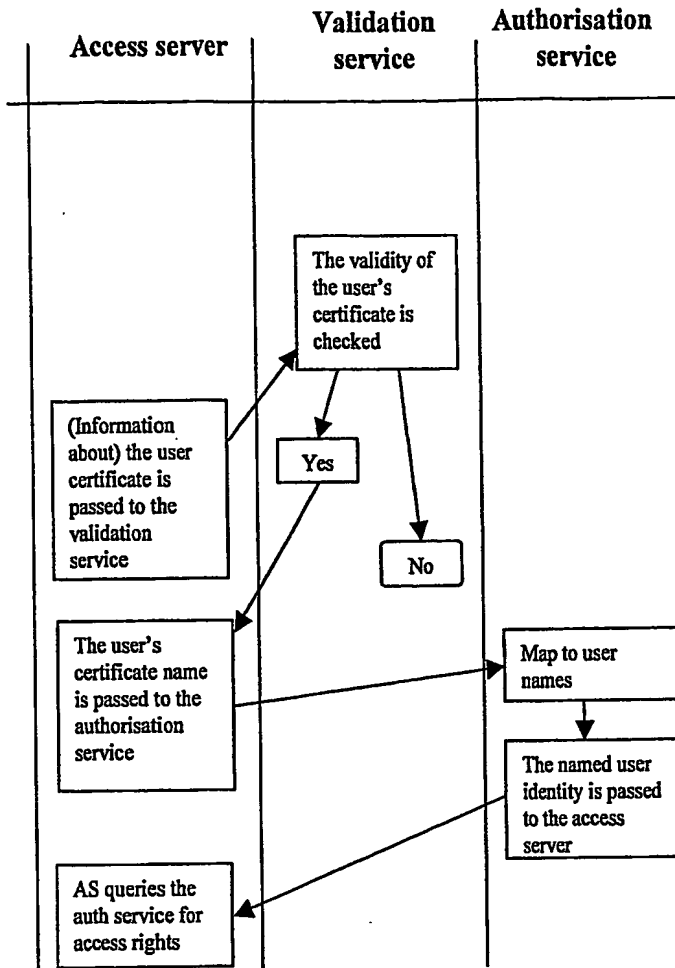 Access server
Validation
service
Authorisation
service
The validity of
the user's
certificate is
checked
(Information
about) the user
certificate is
passed to the
validation
service
Yes
No
The user's
certificate name
is passed to the
authorisation
service
Map to user
names
The named user
identity is passed
to the access
server
AS queries the
auth service for
access rights